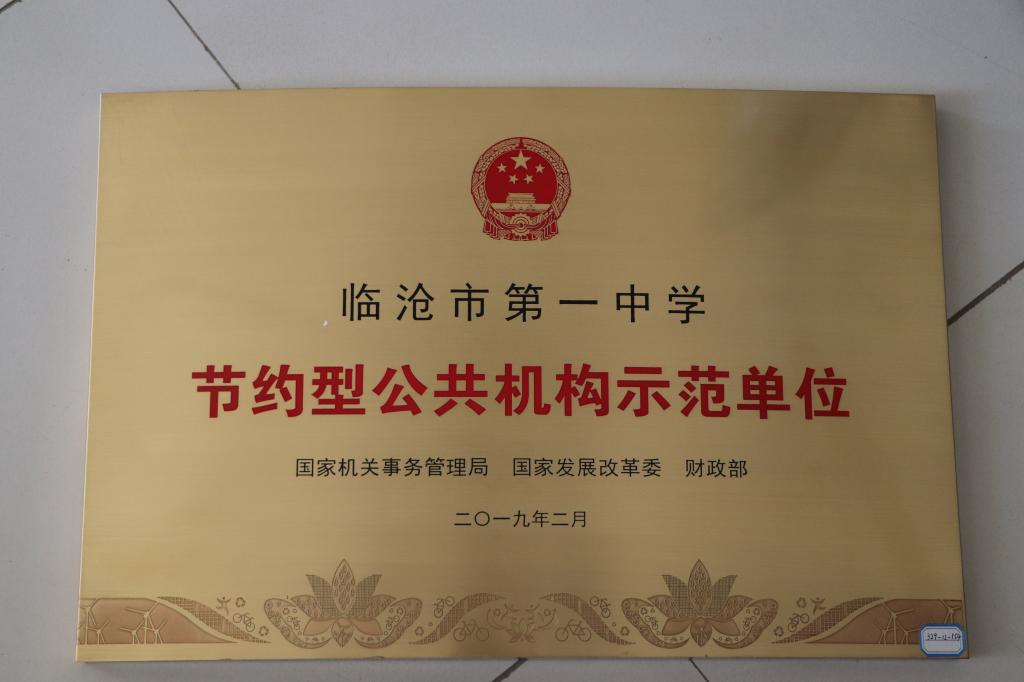 临沧市第一中学
节约型公共机构示范单位
国家机关事务管理局 国家发展改革委 财政部
二〇一九年二月